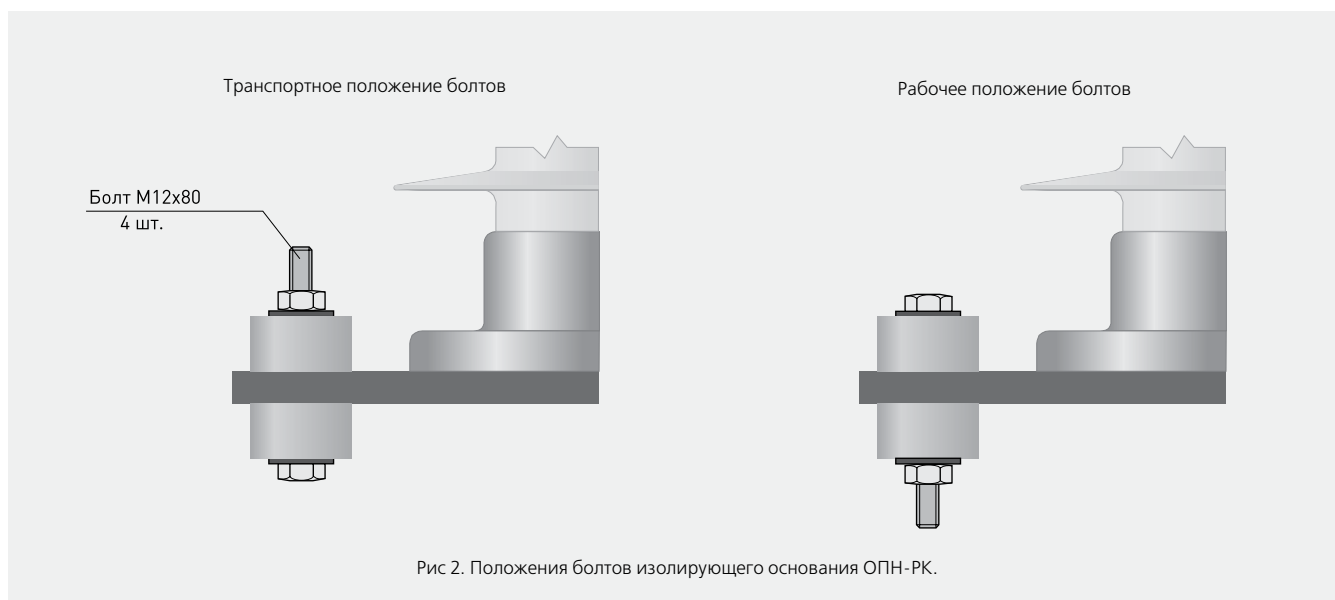 Транспортное положение болтов
Рабочее положение болтов
Болт М12х80
4 шт.
Рис 2. Положения болтов изолирующего основания ОПН-РК.